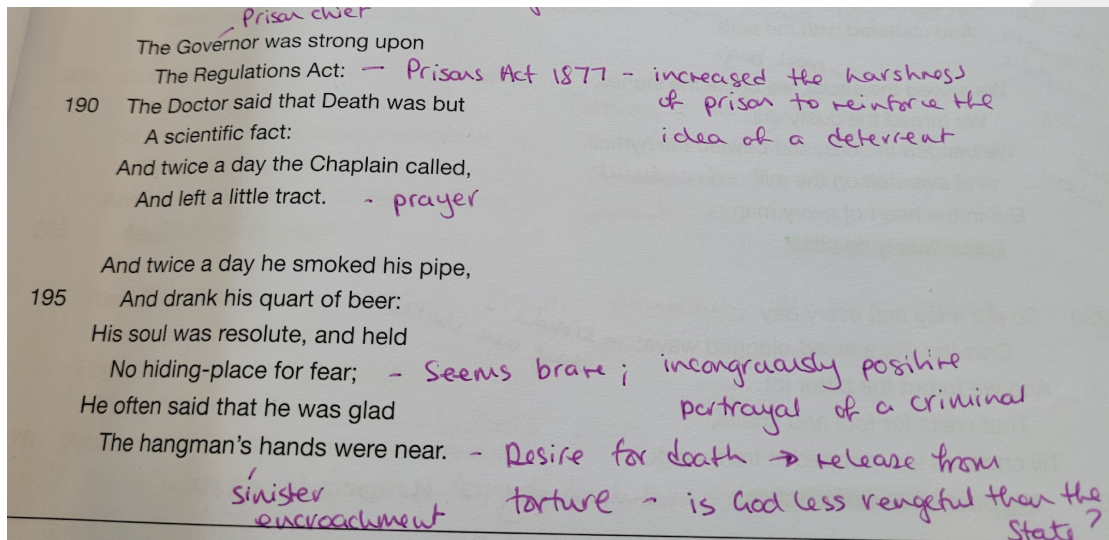 Prison chief
The Governor was strong upon
The Regulations Act: - Prisons Act 1877 - increased the harshness
of prison to reinforce the
190 The Doctor said that Death was but
idea of a deterrent
A scientific fact:
And twice a day the Chaplain called,
And left a little tract. - prayer
And twice a day he smoked his pipe,
195 And drank his quart of beer:
His soul was resolute, and held
No hiding-place for fear; - Seems brave; incongruously positive
portrayal of a criminal
He often said that he was glad
The hangman's hands were near. - Desire for death → release from
sinister
encroachment
torture - is God less vengeful than the
State?